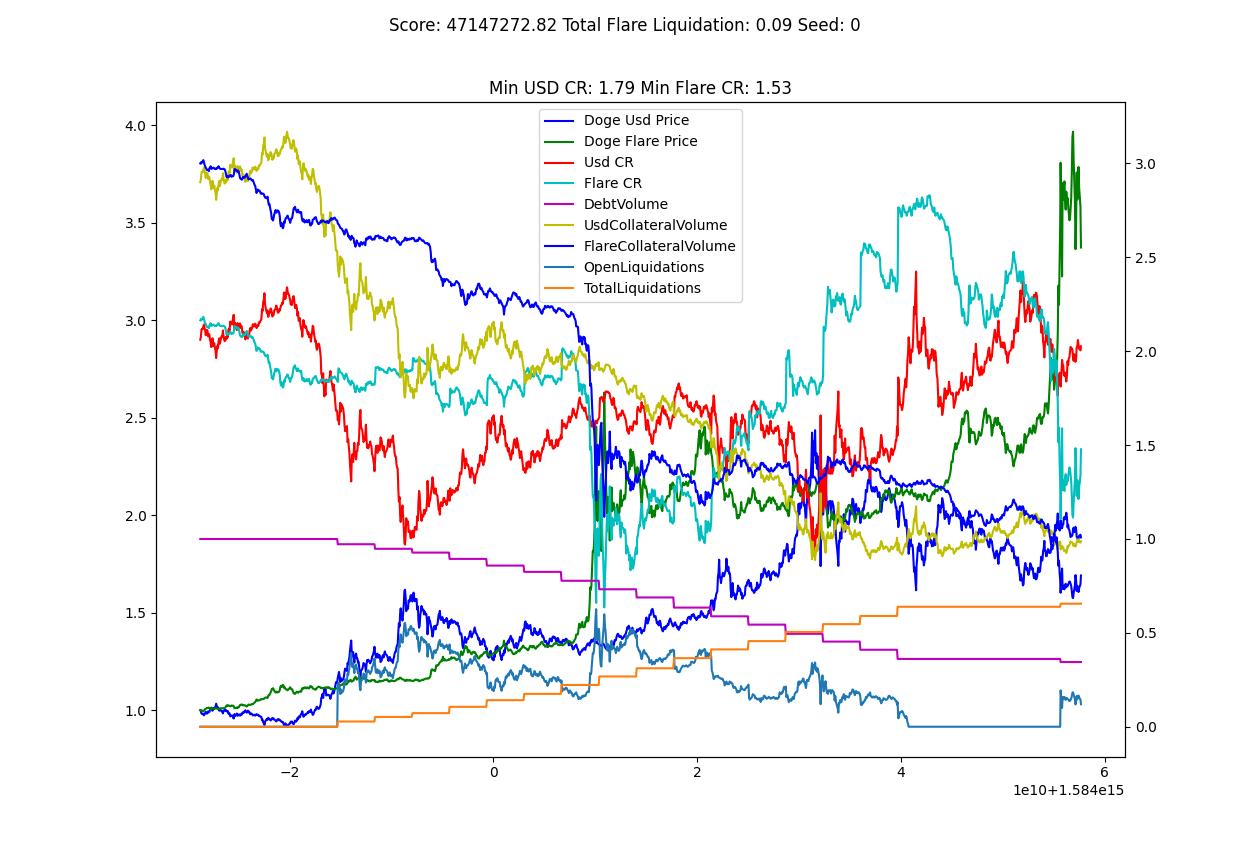 Score: 47147272.82 Total Flare Liquidation: 0.09 Seed: 0
Min USD CR: 1.79 Min Flare CR: 1.53
Doge Usd Price
Doge Flare Price
Usd CR
Flare CR
DebtVolume
UsdCollateralVolume
FlareCollateralVolume
OpenLiquidations
TotalLiquidations
4.0
3.5
3.0
2.5
2.0
1.5
1.0
3.0
2.5
2.0
1.5
1.0
0.5
0.0
−2 0 2 4 6
1e10+1.584e15